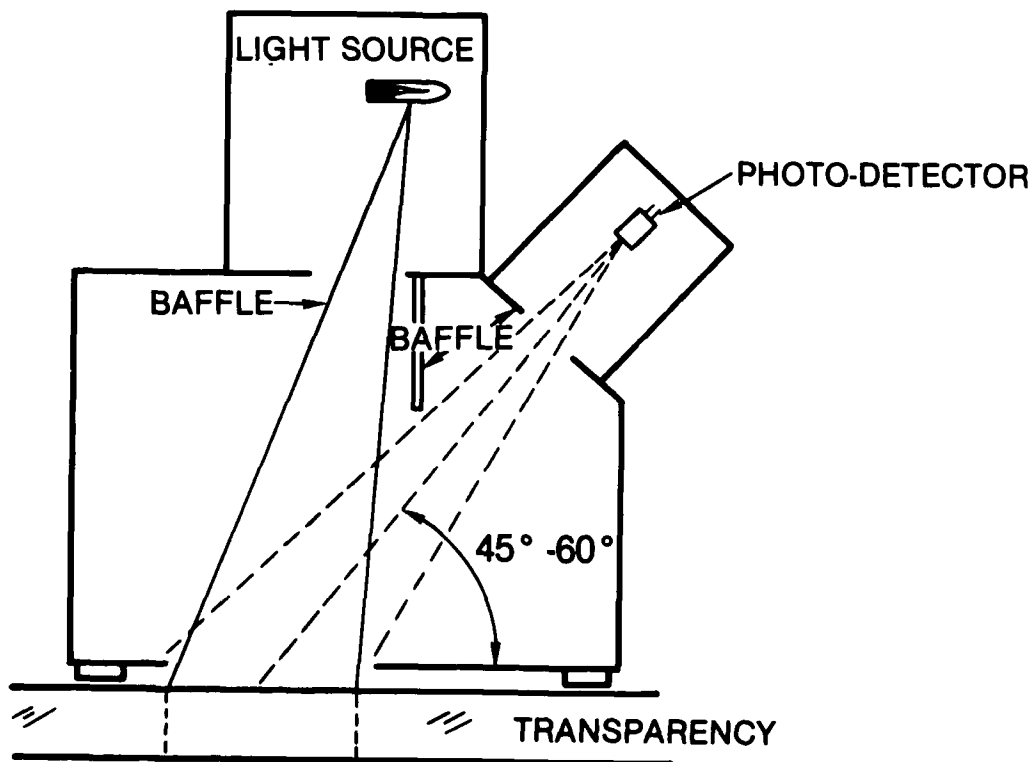 LIGHT SOURCE
PHOTO-DETECTOR
BAFFLE
BAFFLE
45° -60°
TRANSPARENCY